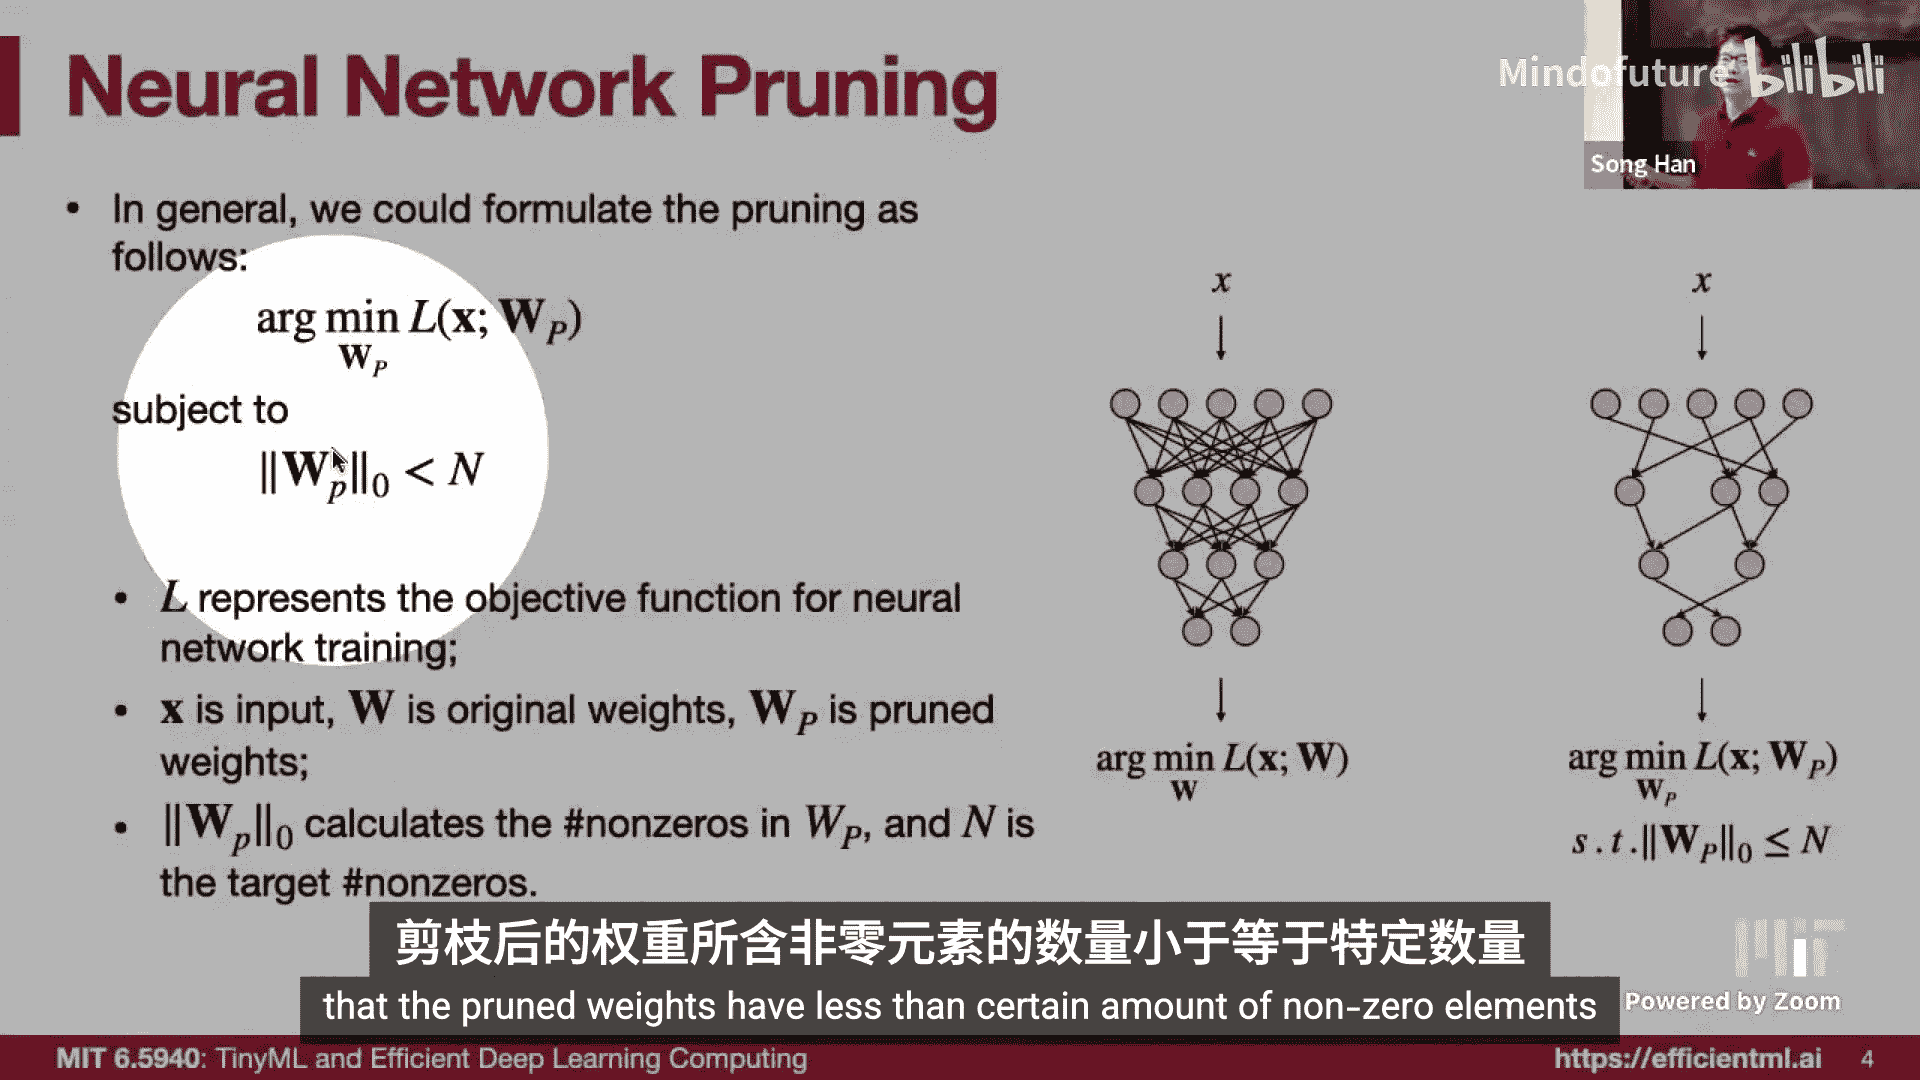 Neural Network Pruning
Mindofuture bilibili
Song Han
• In general, we could formulate the pruning as
follows:
arg min L(x; W_P)
W_P
subject to
‖W_p‖₀ < N
• L represents the objective function for neural
network training;
• x is input, W is original weights, W_P is pruned
weights;
• ‖W_p‖₀ calculates the #nonzeros in W_P, and N is
the target #nonzeros.
x
arg min L(x; W)
W
x
arg min L(x; W_P)
W_P
s.t.‖W_P‖₀ ≤ N
剪枝后的权重所含非零元素的数量小于等于特定数量
that the pruned weights have less than certain amount of non-zero elements
MIT
Powered by Zoom
MIT 6.5940: TinyML and Efficient Deep Learning Computing
https://efficientml.ai
4